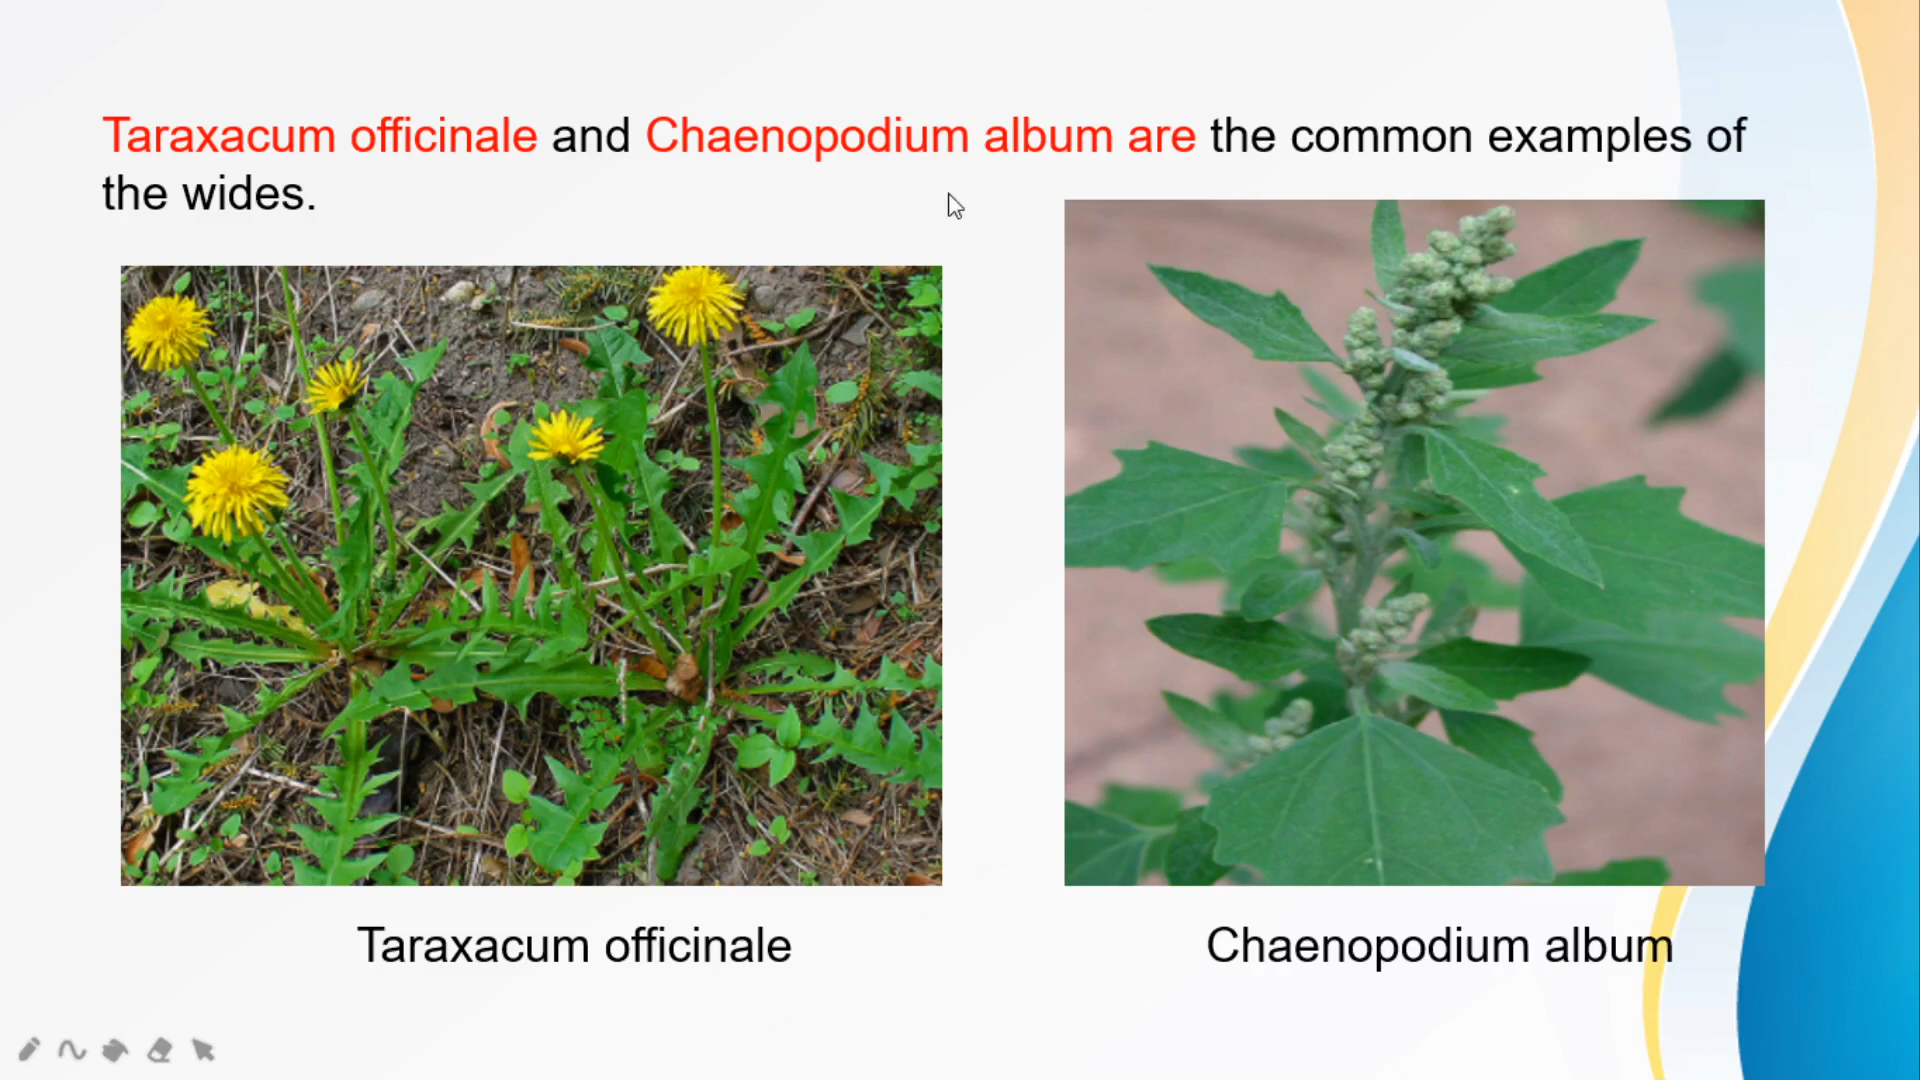 Taraxacum officinale and Chaenopodium album are the common examples of
the wides.
Taraxacum officinale
Chaenopodium album